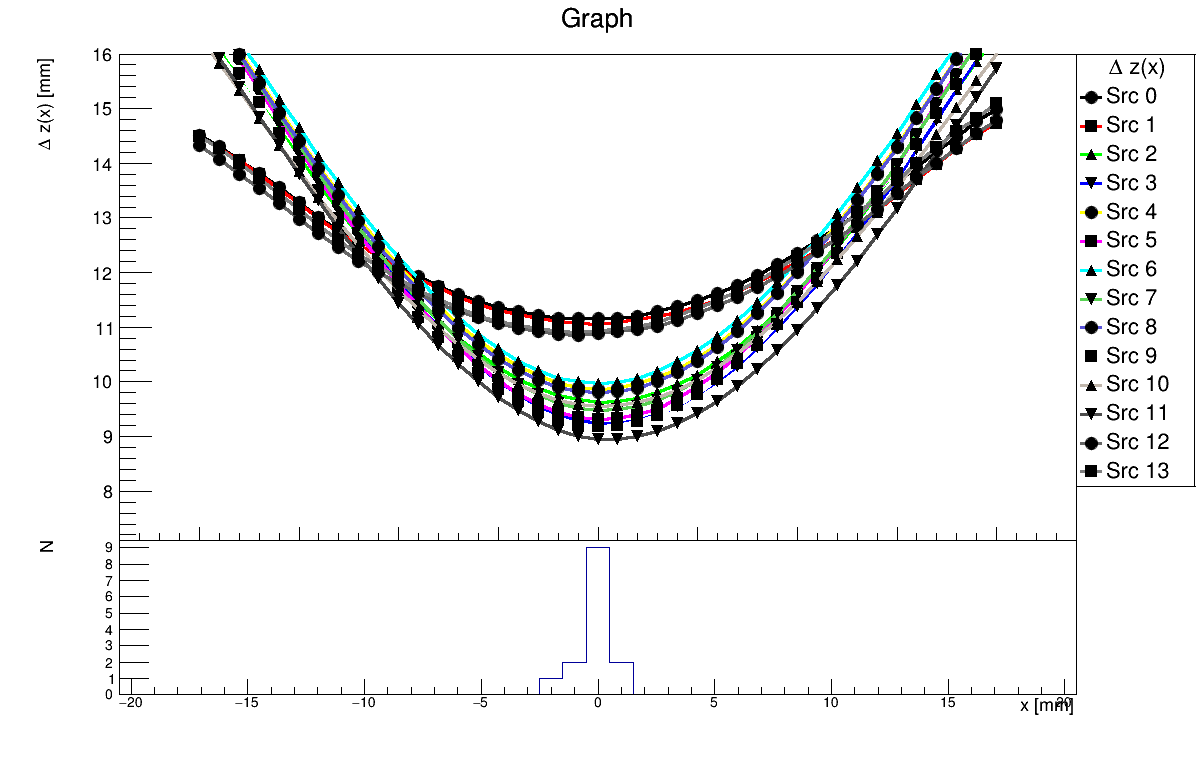 Graph
Δ z(x) [mm]
16
15
14
13
12
11
10
9
8
Δ z(x)
Src 0
Src 1
Src 2
Src 3
Src 4
Src 5
Src 6
Src 7
Src 8
Src 9
Src 10
Src 11
Src 12
Src 13
N
9
8
7
6
5
4
3
2
1
0
−20 −15 −10 −5 0 5 10 15 20
x [mm]